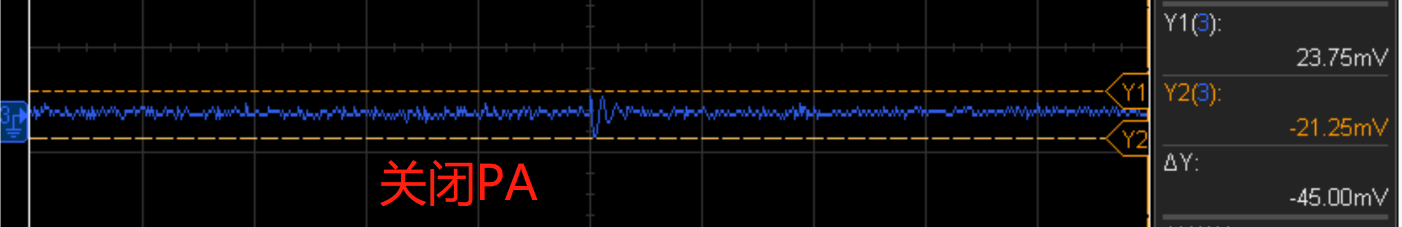 Y1(3):
23.75mV
Y1
3
Y2(3):
Y2
-21.25mV
ΔY:
关闭PA
-45.00mV